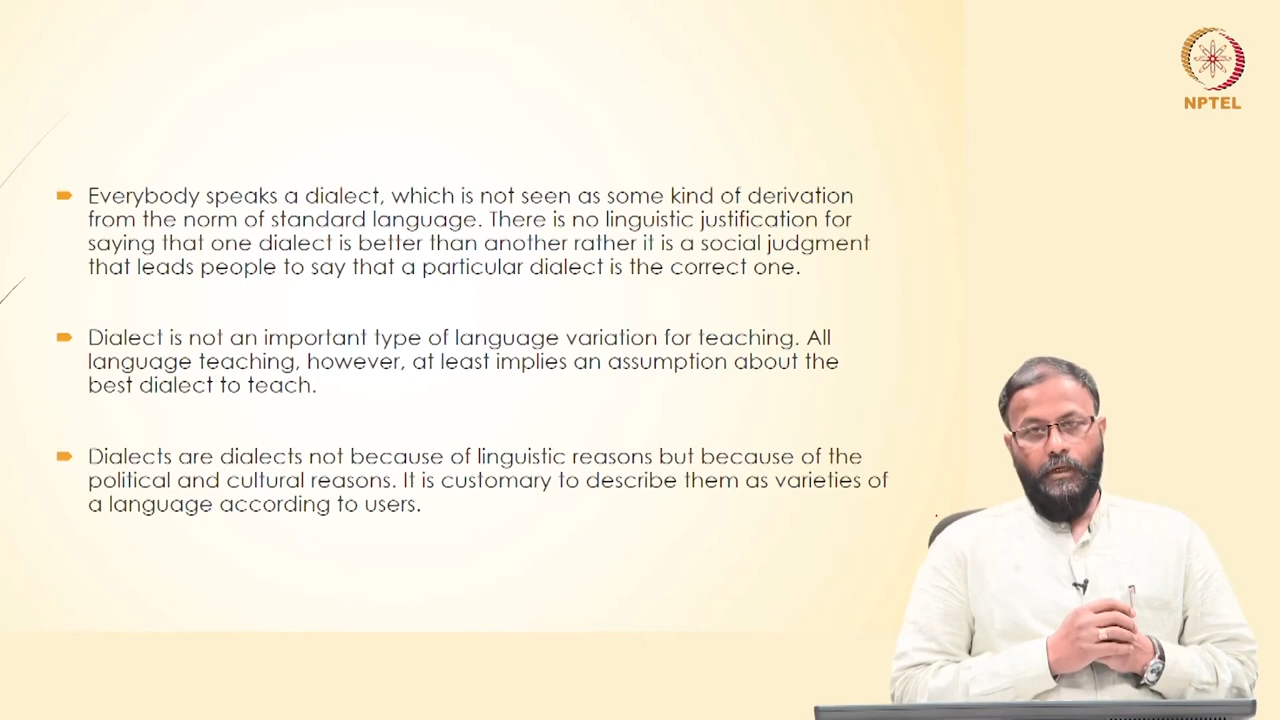 NPTEL
Everybody speaks a dialect, which is not seen as some kind of derivation
from the norm of standard language. There is no linguistic justification for
saying that one dialect is better than another rather it is a social judgment
that leads people to say that a particular dialect is the correct one.
Dialect is not an important type of language variation for teaching. All
language teaching, however, at least implies an assumption about the
best dialect to teach.
Dialects are dialects not because of linguistic reasons but because of the
political and cultural reasons. It is customary to describe them as varieties of
a language according to users.